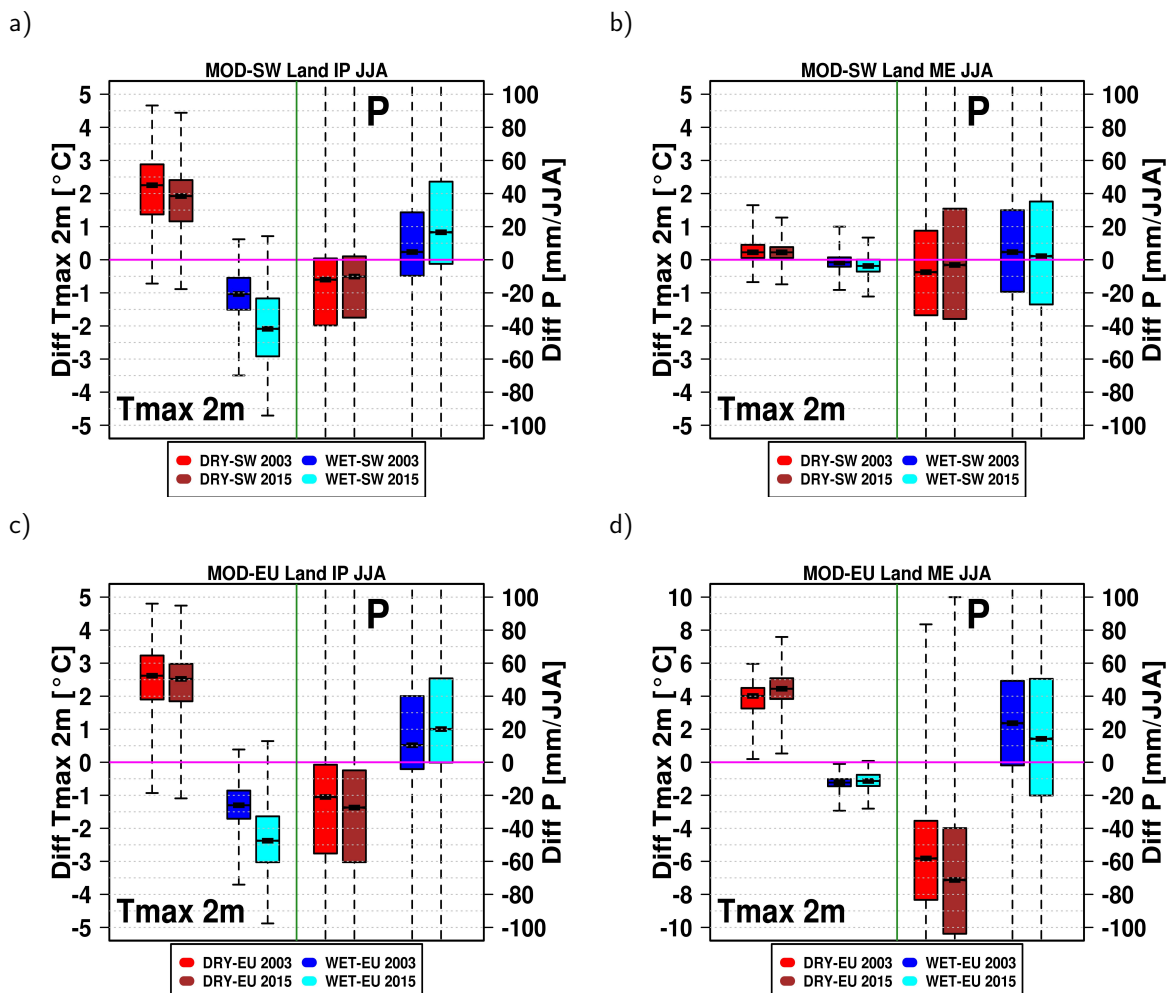 a)
MOD-SW Land IP JJA
Diff Tmax 2m [°C]
5
4
3
2
1
0
-1
-2
-3
-4
-5
P
Tmax 2m
100
80
60
40
20
0
-20
-40
-60
-80
-100
Diff P [mm/JJA]
DRY-SW 2003 WET-SW 2003
DRY-SW 2015 WET-SW 2015
b)
MOD-SW Land ME JJA
Diff Tmax 2m [°C]
5
4
3
2
1
0
-1
-2
-3
-4
-5
P
Tmax 2m
100
80
60
40
20
0
-20
-40
-60
-80
-100
Diff P [mm/JJA]
DRY-SW 2003 WET-SW 2003
DRY-SW 2015 WET-SW 2015
c)
MOD-EU Land IP JJA
Diff Tmax 2m [°C]
5
4
3
2
1
0
-1
-2
-3
-4
-5
P
Tmax 2m
100
80
60
40
20
0
-20
-40
-60
-80
-100
Diff P [mm/JJA]
DRY-EU 2003 WET-EU 2003
DRY-EU 2015 WET-EU 2015
d)
MOD-EU Land ME JJA
Diff Tmax 2m [°C]
10
8
6
4
2
0
-2
-4
-6
-8
-10
P
Tmax 2m
100
80
60
40
20
0
-20
-40
-60
-80
-100
Diff P [mm/JJA]
DRY-EU 2003 WET-EU 2003
DRY-EU 2015 WET-EU 2015